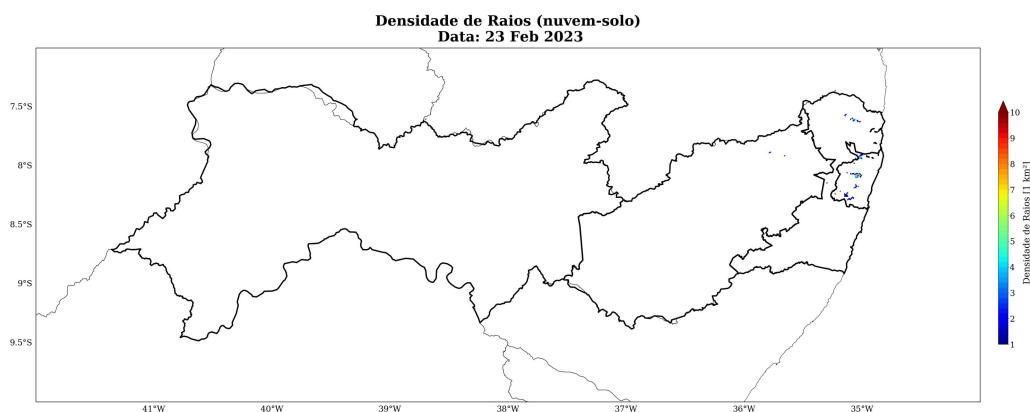 Densidade de Raios (nuvem-solo)
Data: 23 Feb 2023
7.5°S
8°S
8.5°S
9°S
9.5°S
41°W
40°W
39°W
38°W
37°W
36°W
35°W
10
9
8
7
6
5
4
3
2
1
Densidade de Raios [1 km²]